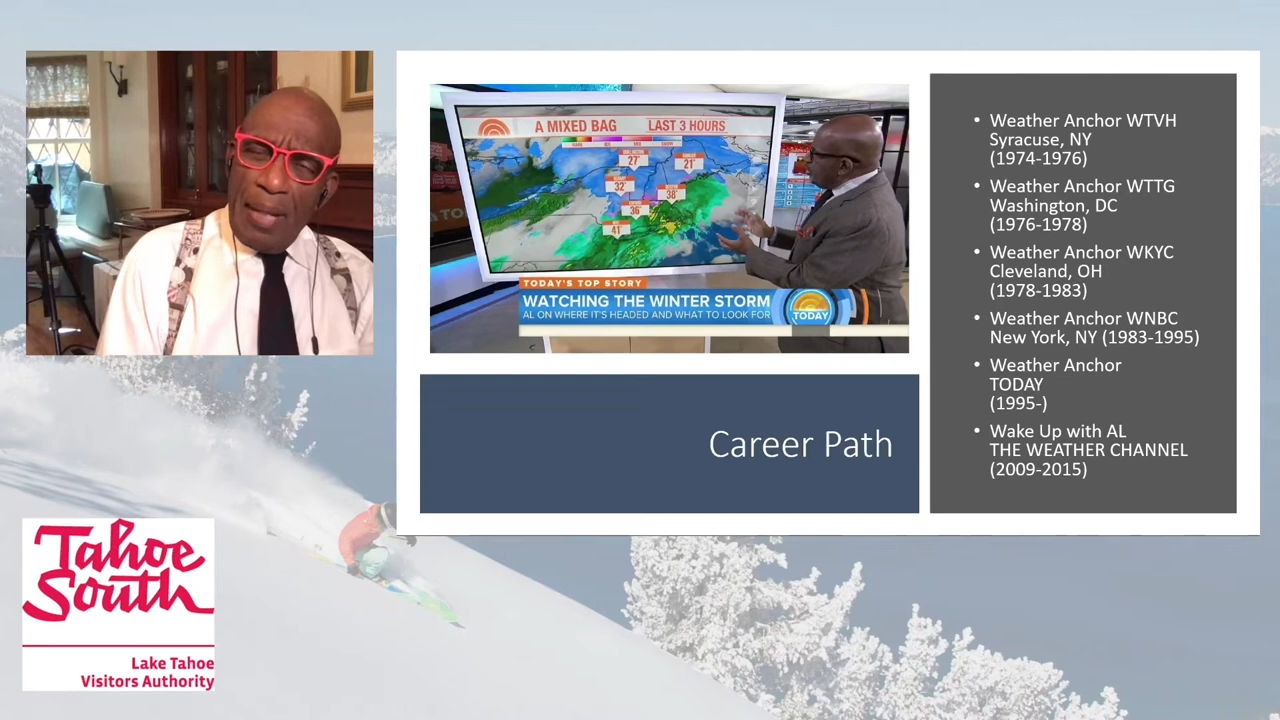 A MIXED BAG
LAST 3 HOURS
27°
21°
32°
38°
36°
41°
TODAY'S TOP STORY
WATCHING THE WINTER STORM
AL ON WHERE IT'S HEADED AND WHAT TO LOOK FOR
TODAY
Career Path
• Weather Anchor WTVH
Syracuse, NY
(1974-1976)
• Weather Anchor WTTG
Washington, DC
(1976-1978)
• Weather Anchor WKYC
Cleveland, OH
(1978-1983)
• Weather Anchor WNBC
New York, NY (1983-1995)
• Weather Anchor
TODAY
(1995-)
• Wake Up with AL
THE WEATHER CHANNEL
(2009-2015)
Tahoe
South
Lake Tahoe
Visitors Authority